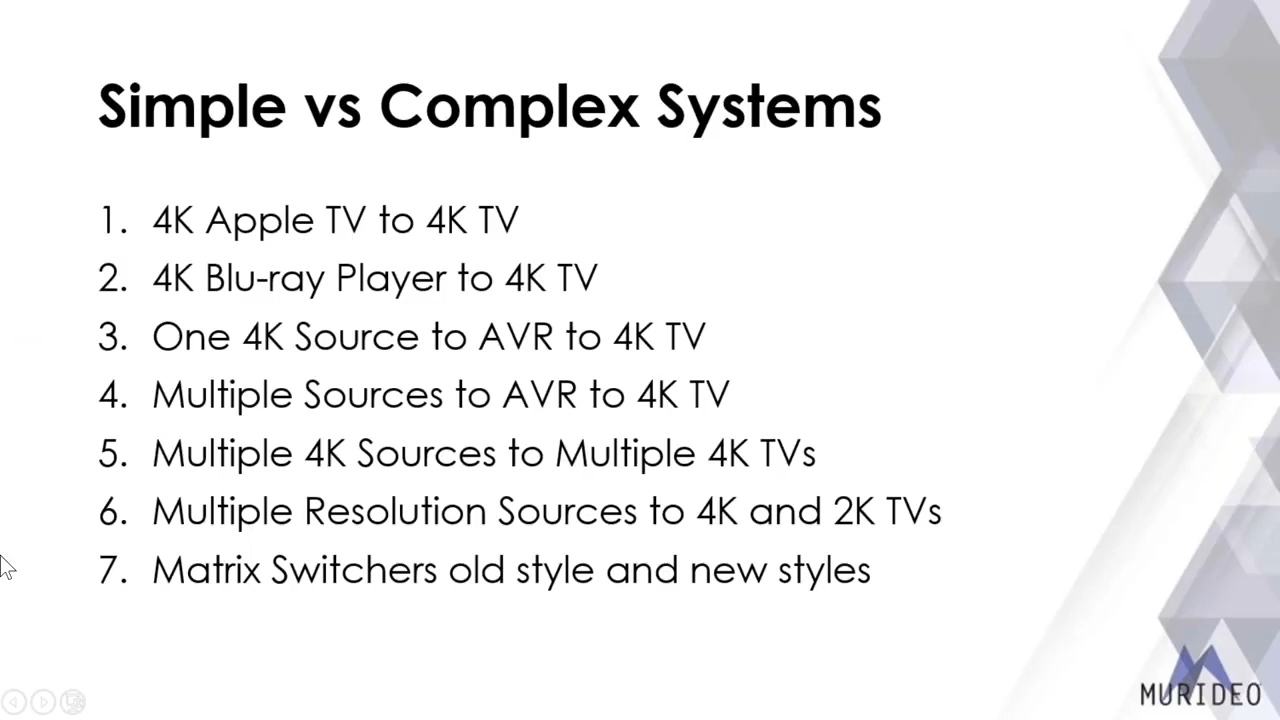 Simple vs Complex Systems
1. 4K Apple TV to 4K TV
2. 4K Blu-ray Player to 4K TV
3. One 4K Source to AVR to 4K TV
4. Multiple Sources to AVR to 4K TV
5. Multiple 4K Sources to Multiple 4K TVs
6. Multiple Resolution Sources to 4K and 2K TVs
7. Matrix Switchers old style and new styles
MURIDEO